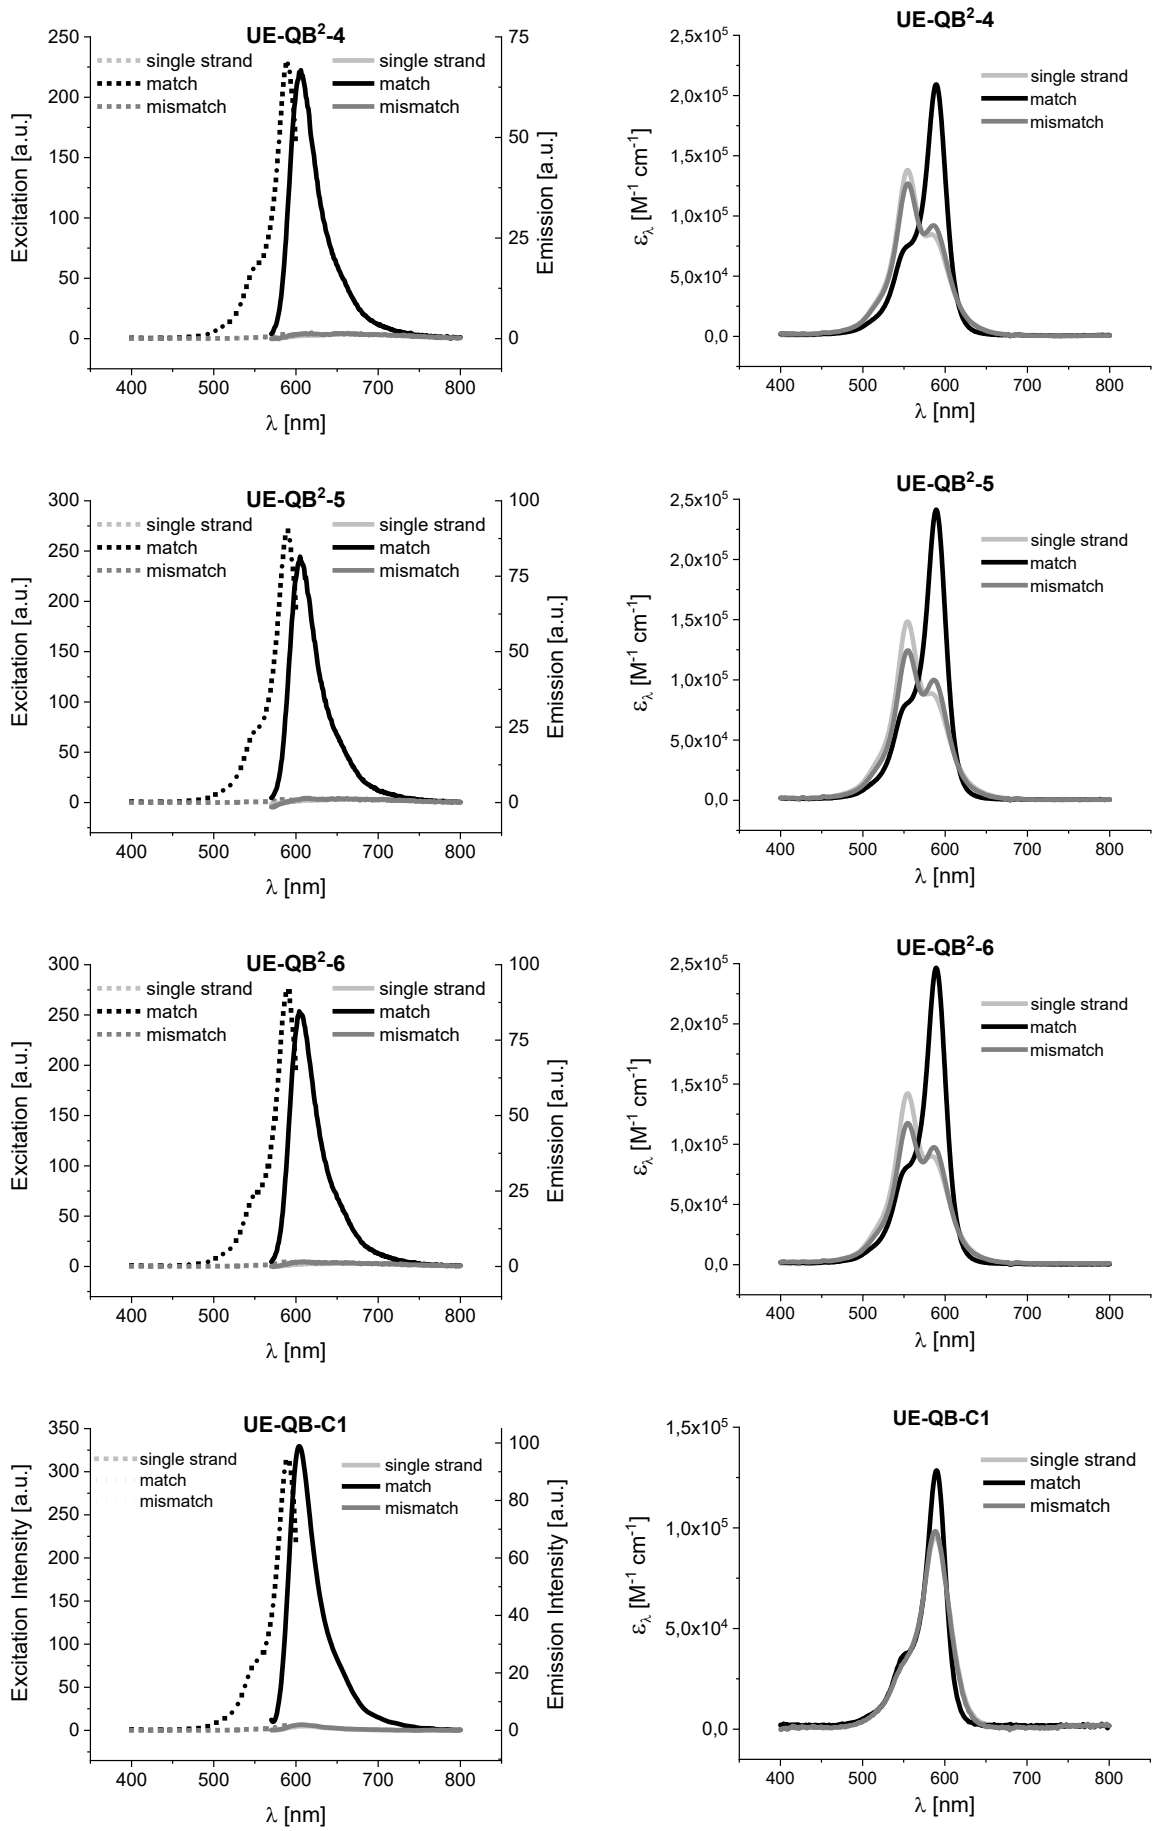 UE-QB²-4
250
200
150
100
50
0
Excitation [a.u.]
single strand
match
mismatch
single strand
match
mismatch
75
50
25
0
Emission [a.u.]
400 500 600 700 800
λ [nm]
UE-QB²-4
2,5x10⁵
2,0x10⁵
1,5x10⁵
1,0x10⁵
5,0x10⁴
0,0
ελ [M⁻¹ cm⁻¹]
single strand
match
mismatch
400 500 600 700 800
λ [nm]
UE-QB²-5
300
250
200
150
100
50
0
Excitation [a.u.]
single strand
match
mismatch
single strand
match
mismatch
100
75
50
25
0
Emission [a.u.]
400 500 600 700 800
λ [nm]
UE-QB²-5
2,5x10⁵
2,0x10⁵
1,5x10⁵
1,0x10⁵
5,0x10⁴
0,0
ελ [M⁻¹ cm⁻¹]
single strand
match
mismatch
400 500 600 700 800
λ [nm]
UE-QB²-6
300
250
200
150
100
50
0
Excitation [a.u.]
single strand
match
mismatch
single strand
match
mismatch
100
75
50
25
0
Emission [a.u.]
400 500 600 700 800
λ [nm]
UE-QB²-6
2,5x10⁵
2,0x10⁵
1,5x10⁵
1,0x10⁵
5,0x10⁴
0,0
ελ [M⁻¹ cm⁻¹]
single strand
match
mismatch
400 500 600 700 800
λ [nm]
UE-QB-C1
350
300
250
200
150
100
50
0
Excitation Intensity [a.u.]
single strand
match
mismatch
single strand
match
mismatch
100
80
60
40
20
0
Emission Intensity [a.u.]
400 500 600 700 800
λ [nm]
UE-QB-C1
1,5x10⁵
1,0x10⁵
5,0x10⁴
0,0
ελ [M⁻¹ cm⁻¹]
single strand
match
mismatch
400 500 600 700 800
λ [nm]